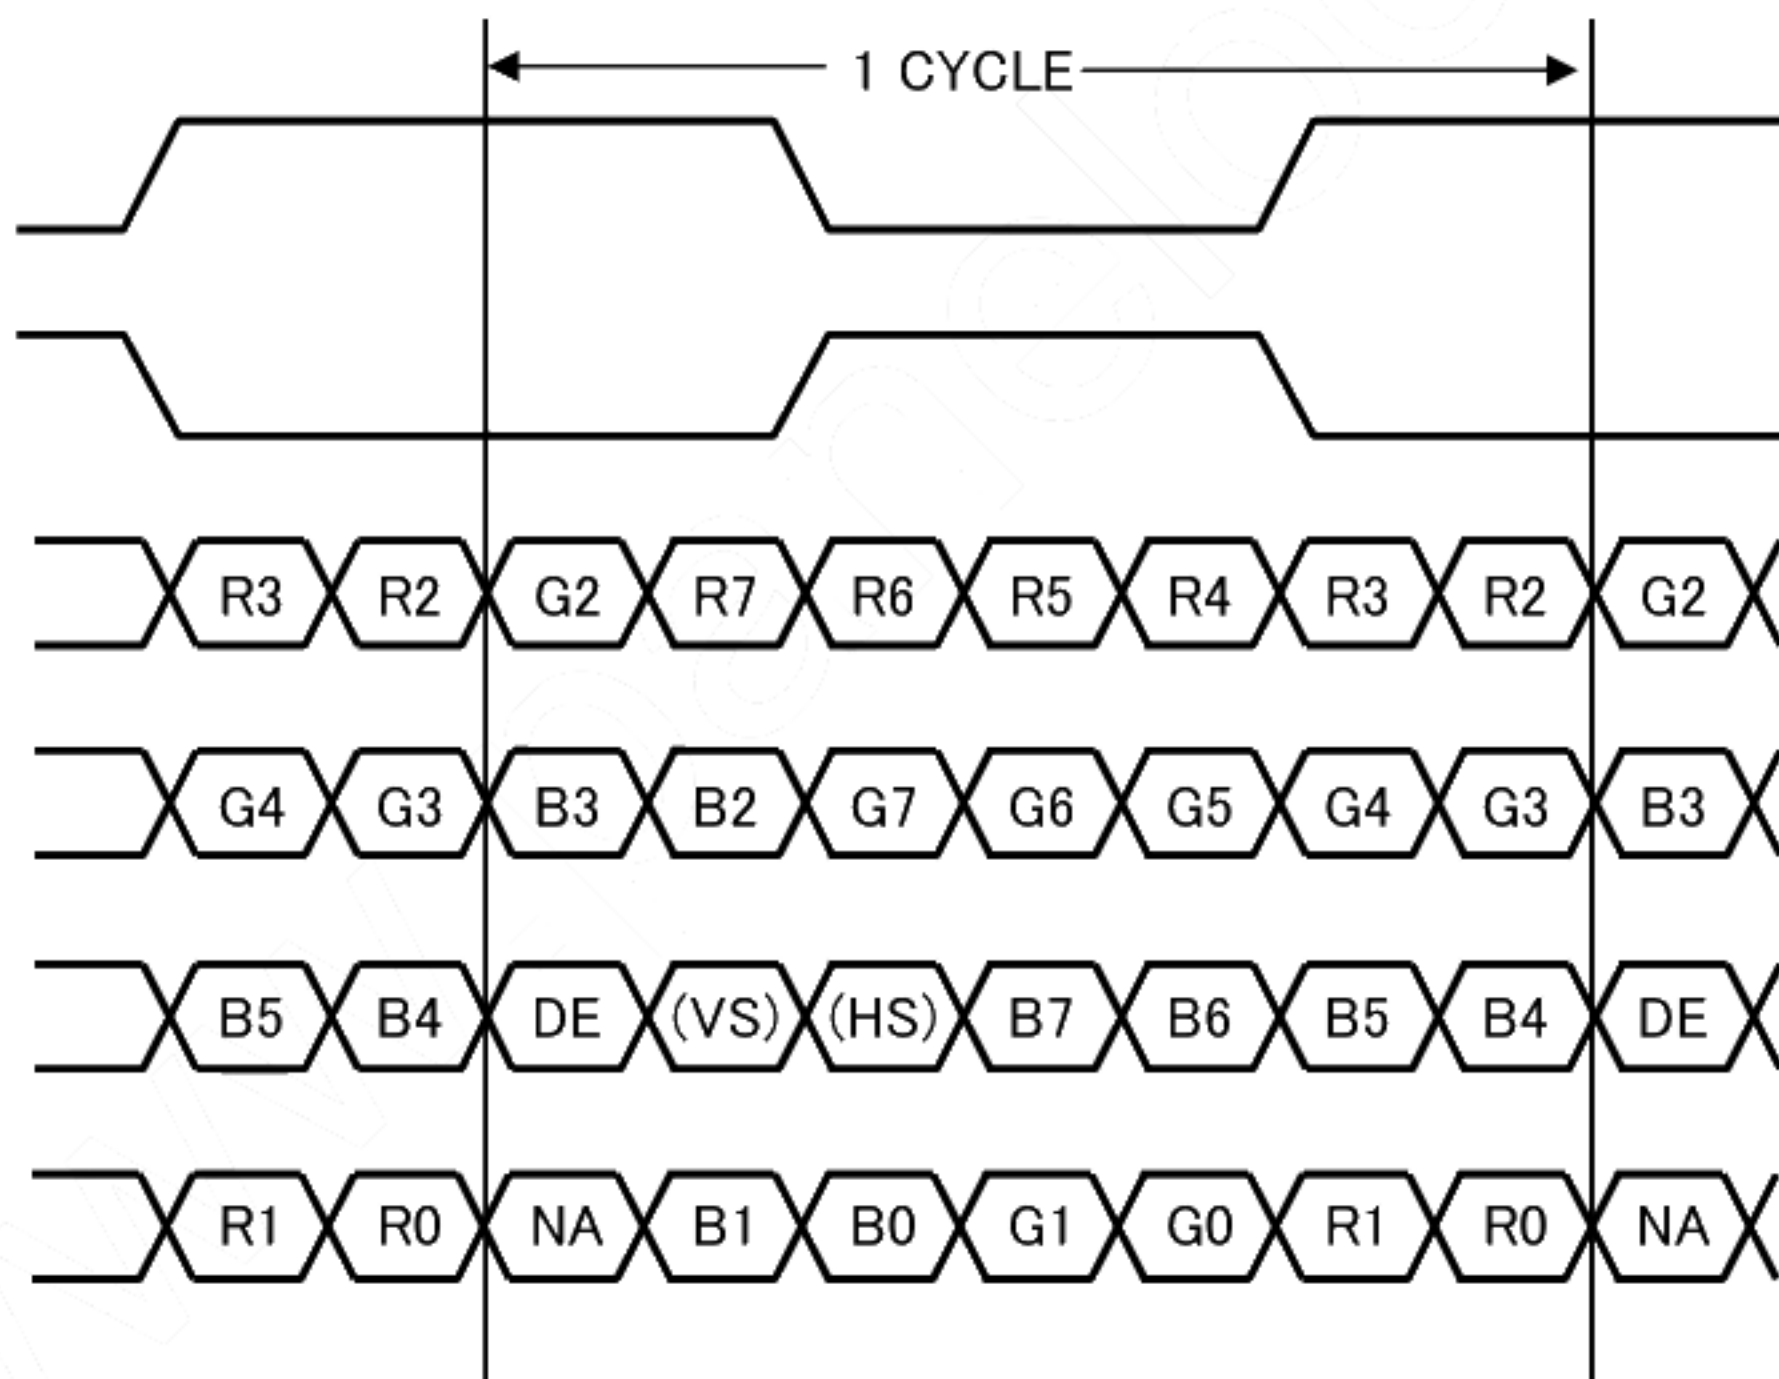 1 CYCLE
R3 R2 G2 R7 R6 R5 R4 R3 R2 G2
G4 G3 B3 B2 G7 G6 G5 G4 G3 B3
B5 B4 DE (VS) (HS) B7 B6 B5 B4 DE
R1 R0 NA B1 B0 G1 G0 R1 R0 NA